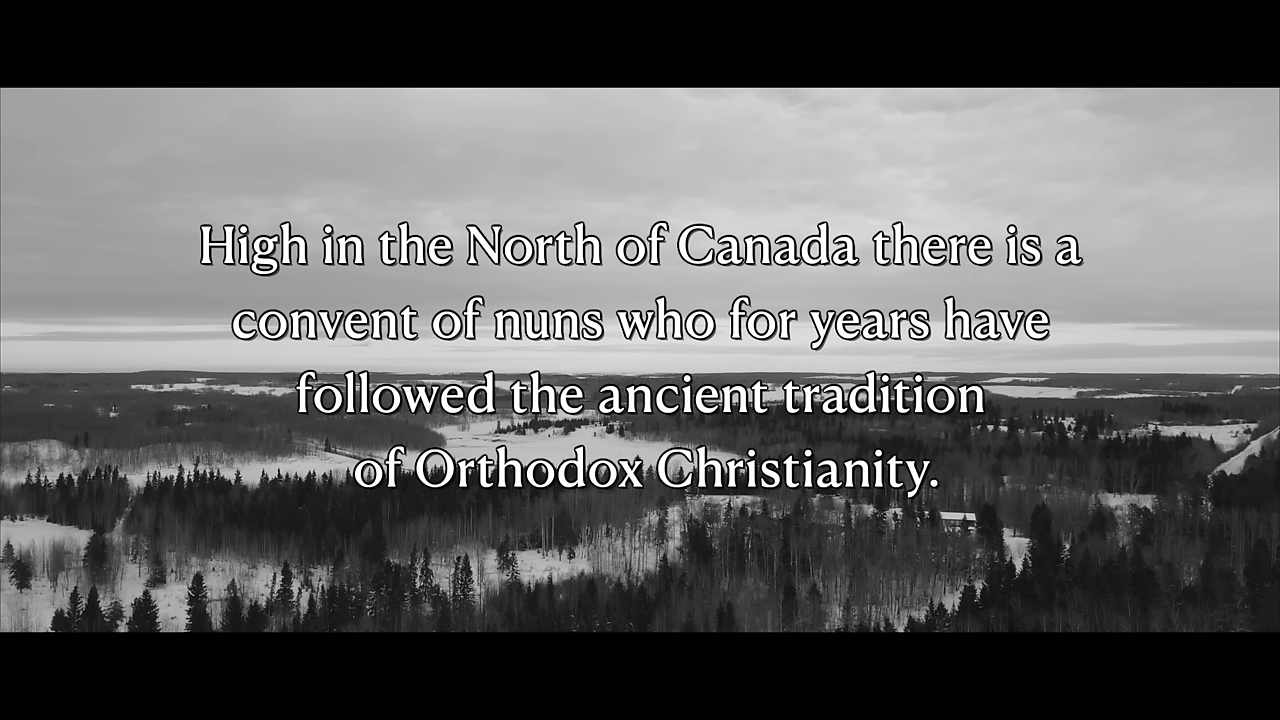 High in the North of Canada there is a
convent of nuns who for years have
followed the ancient tradition
of Orthodox Christianity.